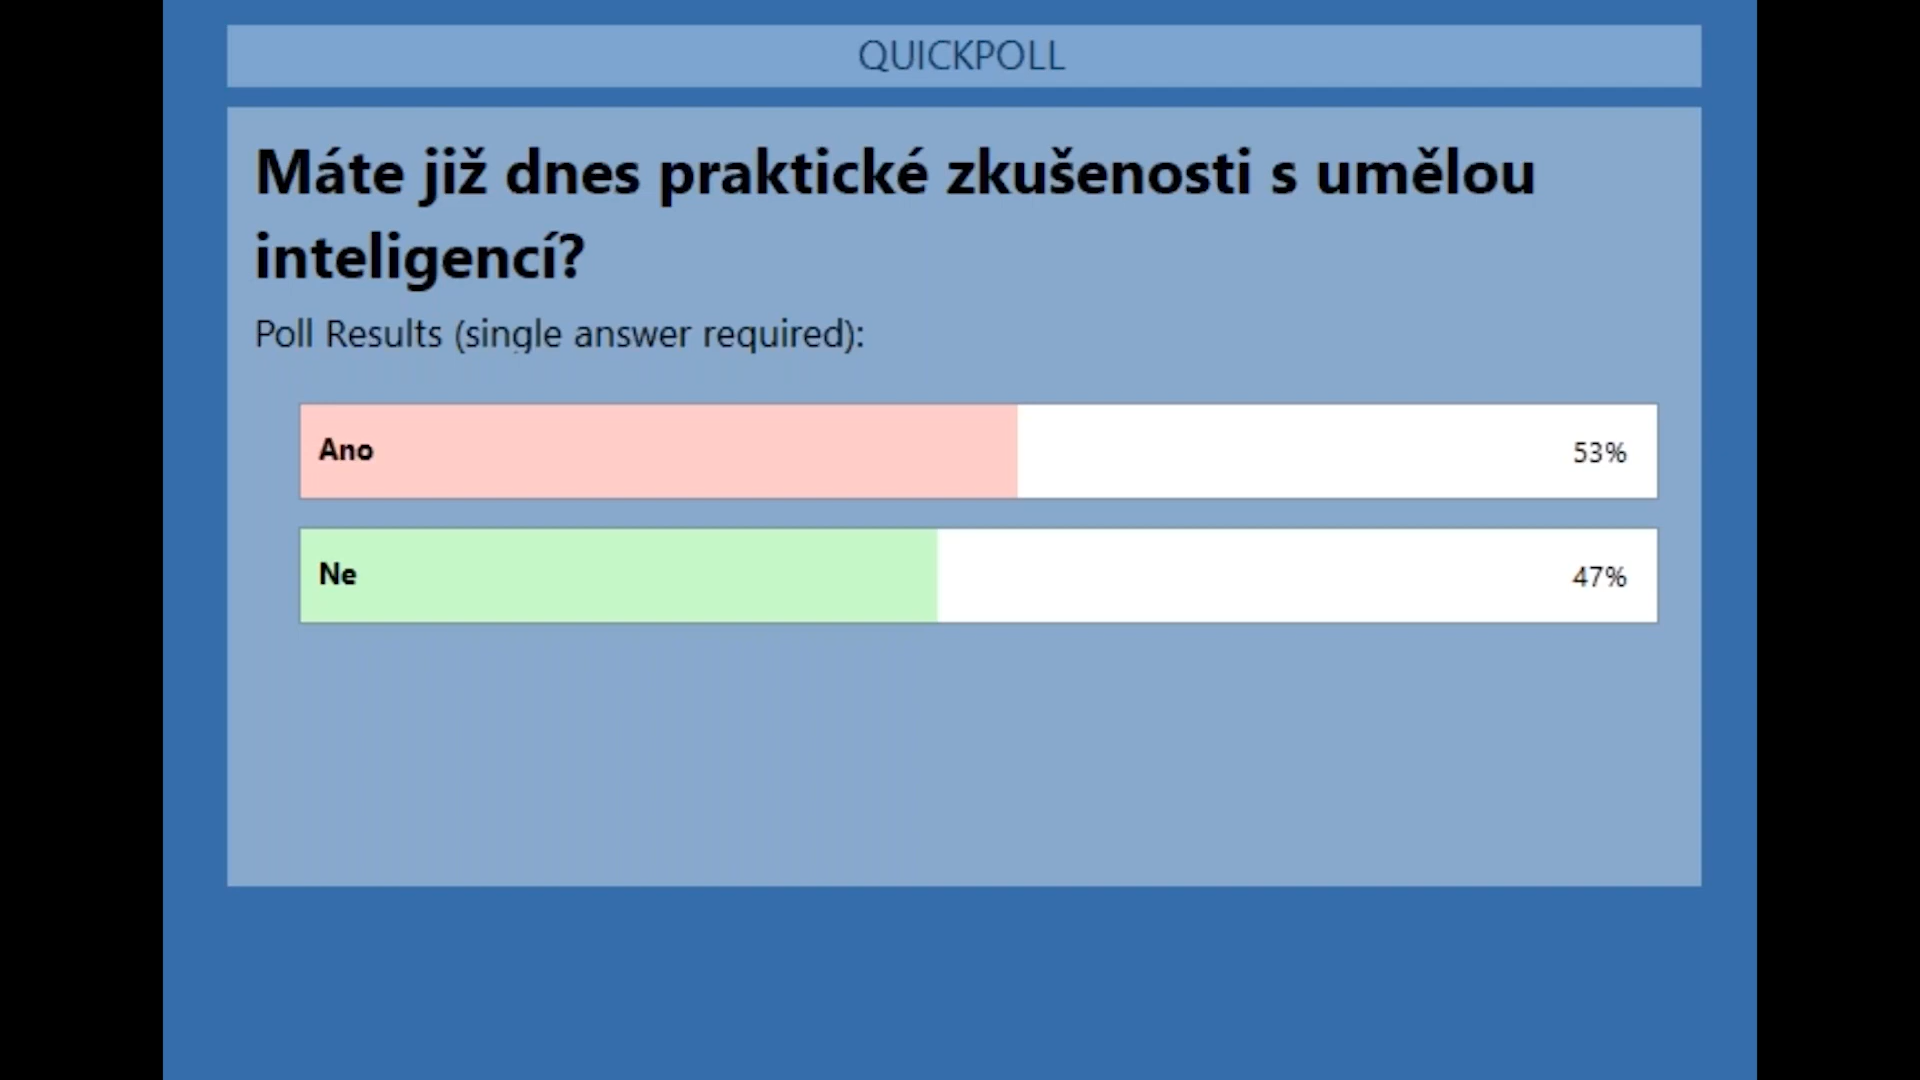 QUICKPOLL
Máte již dnes praktické zkušenosti s umělou
inteligencí?
Poll Results (single answer required):
Ano 53%
Ne 47%